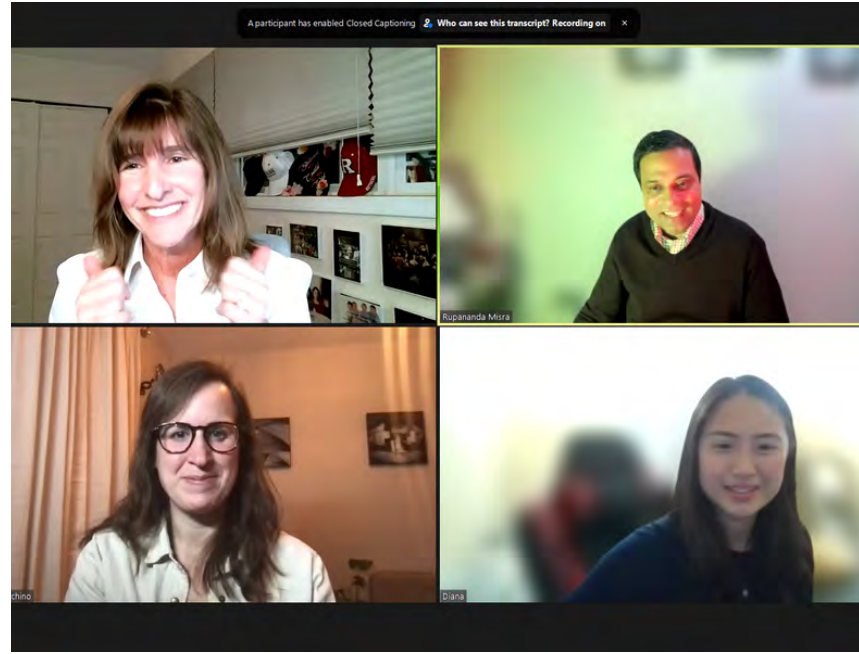 A participant has enabled Closed Captioning Who can see this transcript? Recording on ×
R
Rupananda Misra
chino
Diana